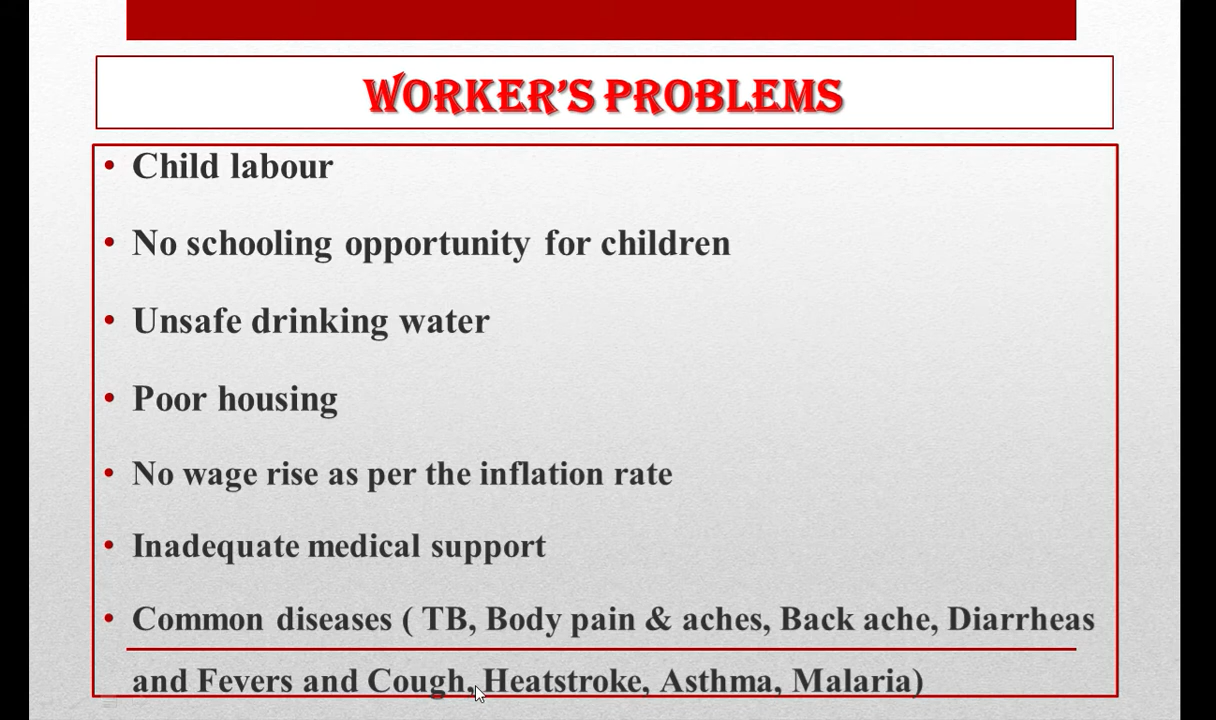 WORKER'S PROBLEMS
• Child labour
• No schooling opportunity for children
• Unsafe drinking water
• Poor housing
• No wage rise as per the inflation rate
• Inadequate medical support
• Common diseases ( TB, Body pain & aches, Back ache, Diarrheas
and Fevers and Cough, Heatstroke, Asthma, Malaria)